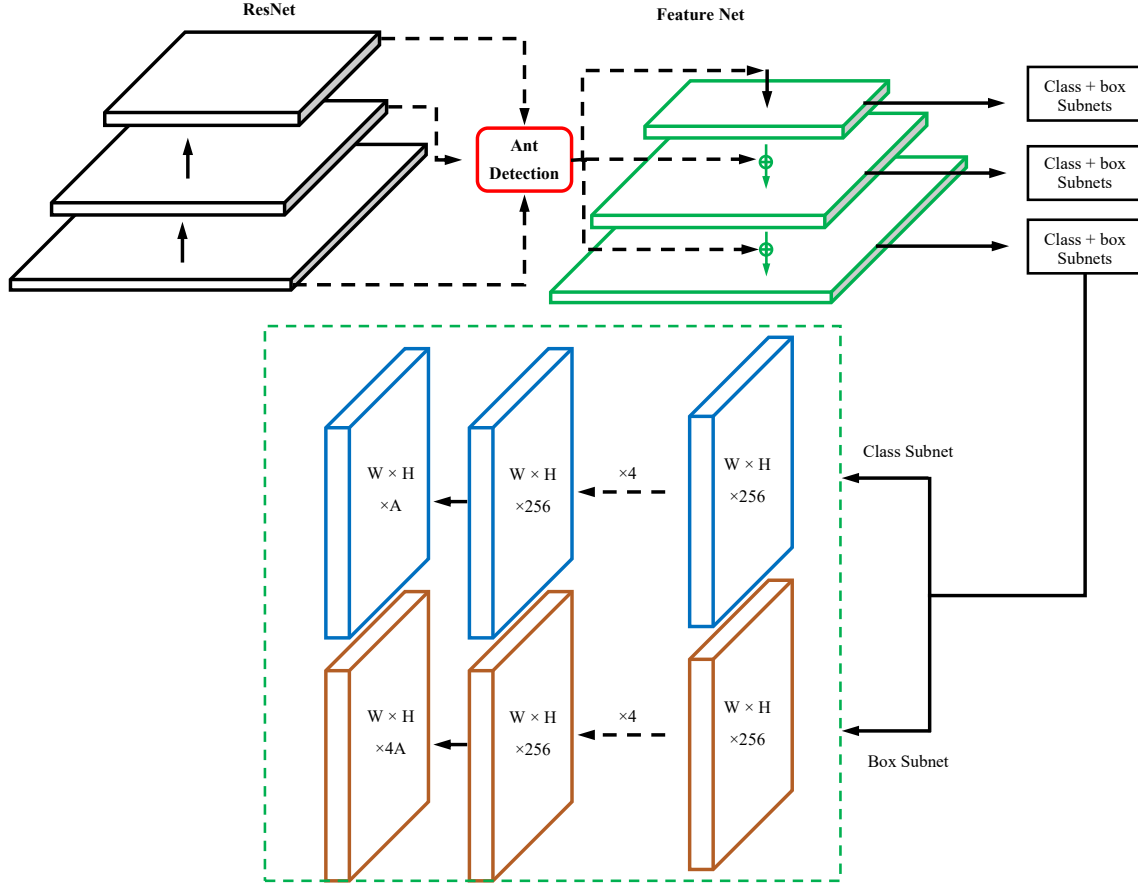 ResNet
Feature Net
Ant
Detection
Class + box
Subnets
Class + box
Subnets
Class + box
Subnets
W × H
×A
W × H
×256
×4
W × H
×256
Class Subnet
W × H
×4A
W × H
×256
×4
W × H
×256
Box Subnet